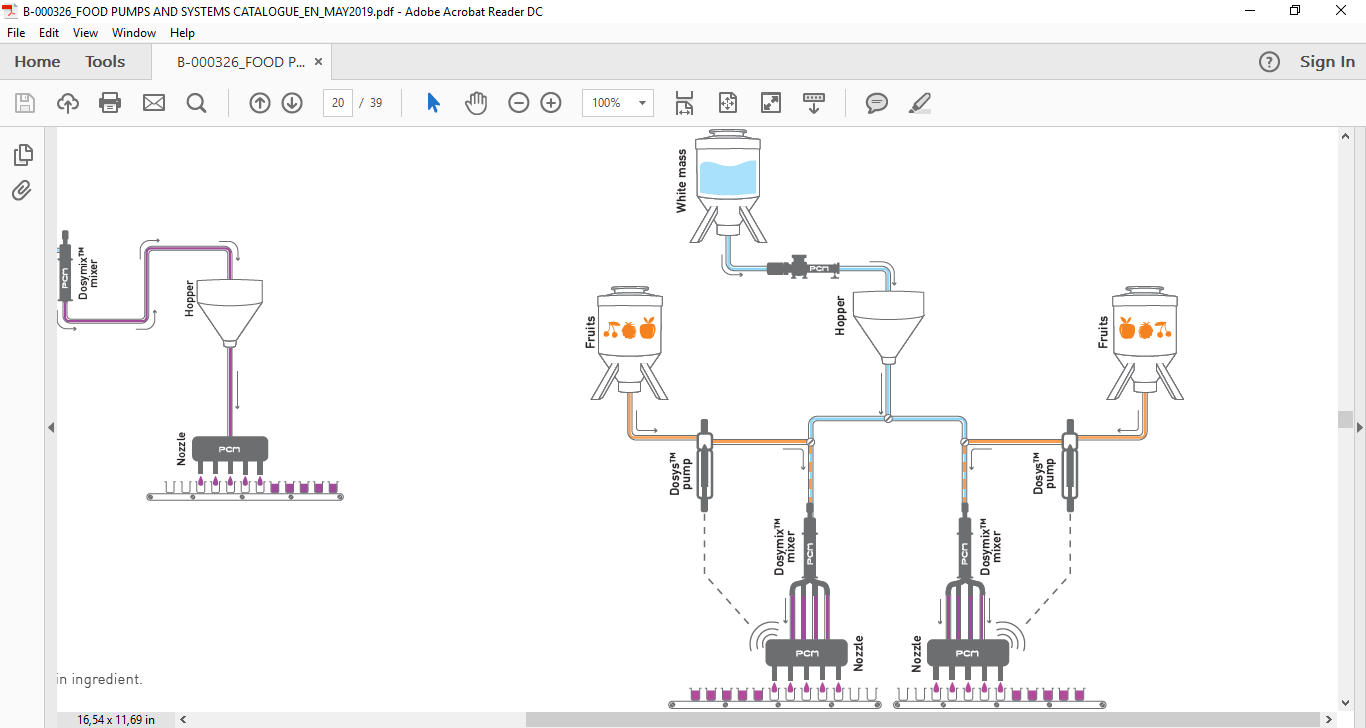 B-000326_FOOD PUMPS AND SYSTEMS CATALOGUE_EN_MAY2019.pdf - Adobe Acrobat Reader DC
File Edit View Window Help
Home Tools B-000326_FOOD P... × ? Sign In
20 / 39 100%
White mass
PCM
Dosymix™
mixer
PCM
Hopper
Hopper
Fruits
Fruits
Nozzle
PCM
Dosys™
pump
Dosys™
pump
Dosymix™
mixer
PCM
PCM
Dosymix™
mixer
PCM
Nozzle
Nozzle
PCM
in ingredient.
16,54 x 11,69 in